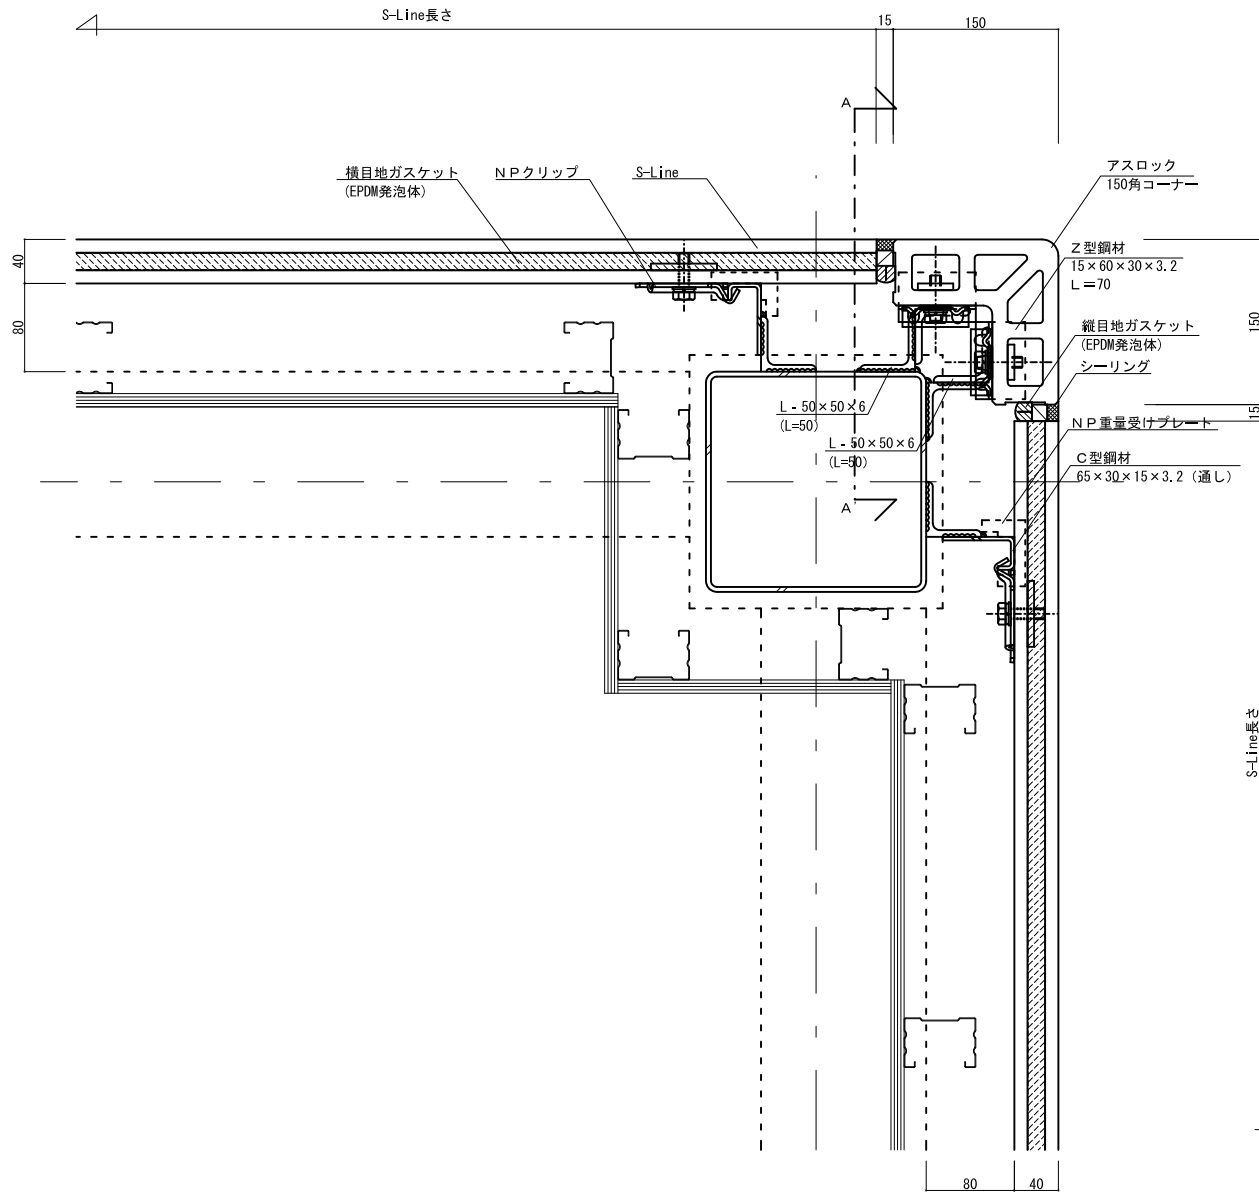 S-Line長さ
15
150
A
横目地ガスケット
(EPDM発泡体)
NPクリップ
S-Line
アスロック
150角コーナー
Z型鋼材
15×60×30×3.2
L=70
40
80
縦目地ガスケット
(EPDM発泡体)
150
シーリング
L-50×50×6
(L=50)
15
NP重量受けプレート
L-50×50×6
(L=50)
C型鋼材
65×30×15×3.2(通し)
A'
S-Line長さ
80
40